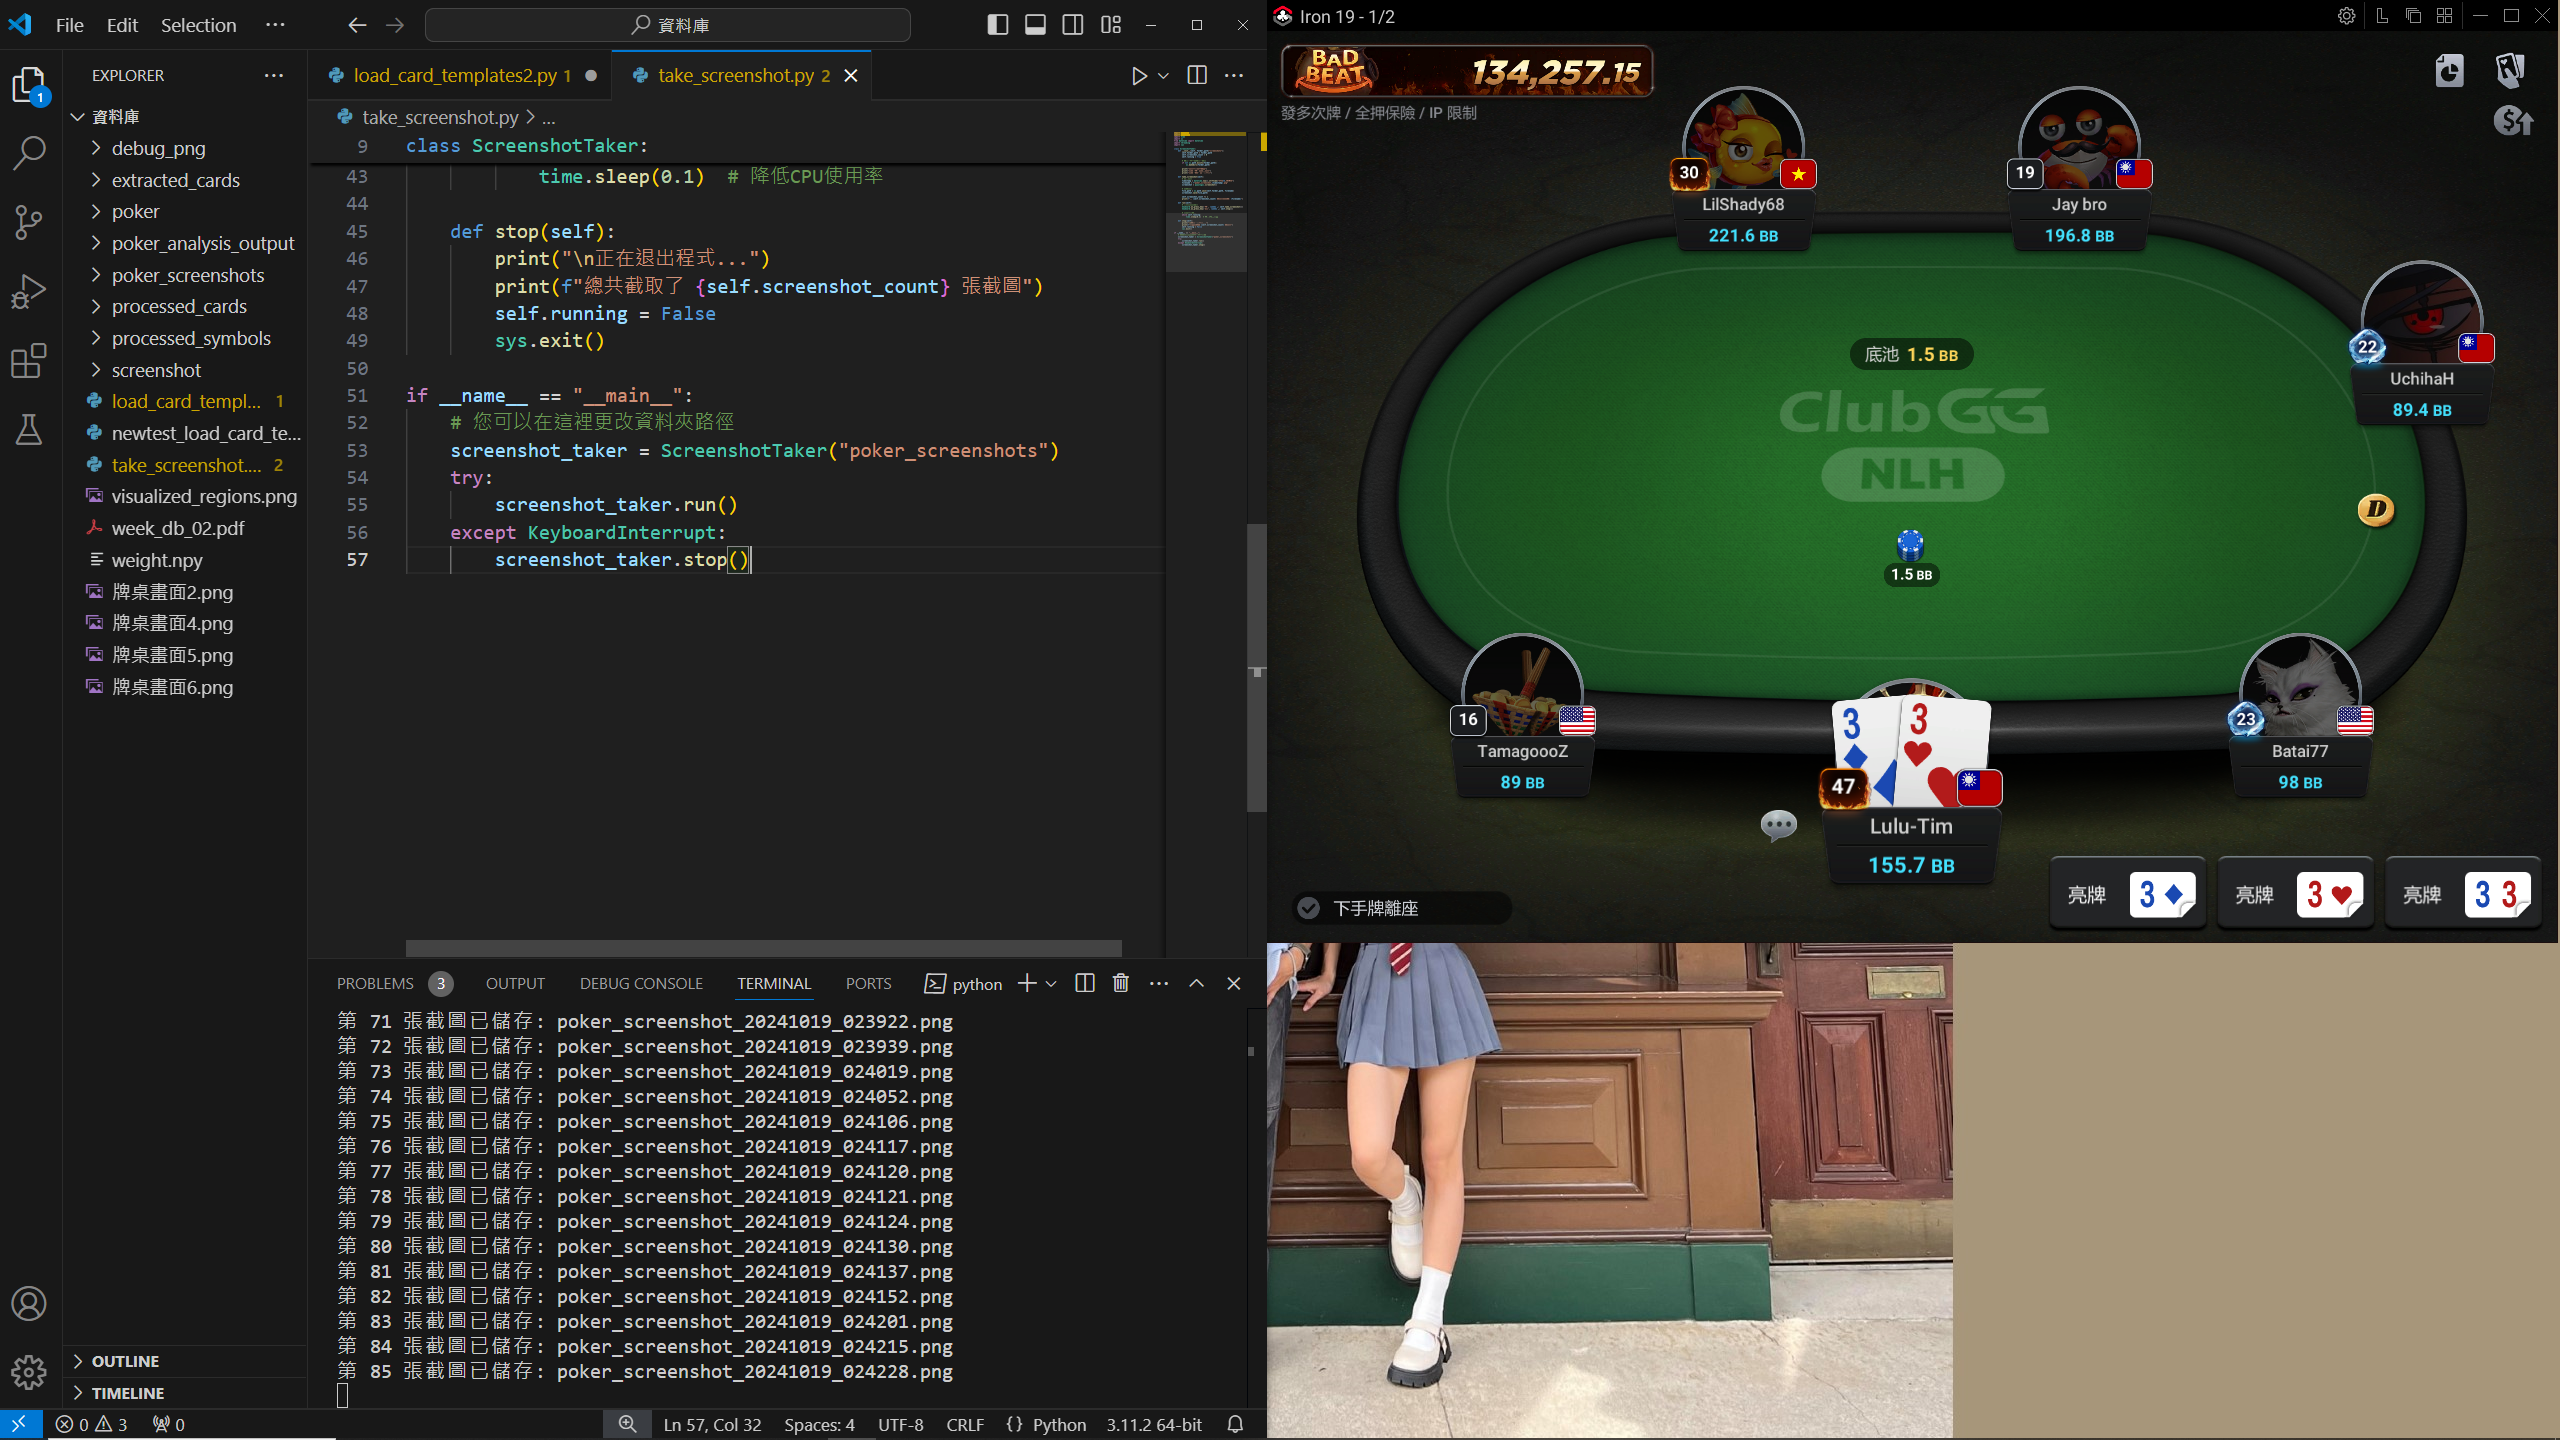 File Edit Selection ···
資料庫
EXPLORER
資料庫
debug_png
extracted_cards
poker
poker_analysis_output
poker_screenshots
processed_cards
processed_symbols
screenshot
load_card_templ... 1
newtest_load_card_te...
take_screenshot.... 2
visualized_regions.png
week_db_02.pdf
weight.npy
牌桌畫面2.png
牌桌畫面4.png
牌桌畫面5.png
牌桌畫面6.png
OUTLINE
TIMELINE
1
load_card_templates2.py 1
take_screenshot.py 2
take_screenshot.py > ...
9 class ScreenshotTaker:
43 time.sleep(0.1) # 降低CPU使用率
44
45 def stop(self):
46 print("\n正在退出程式...")
47 print(f"總共截取了 {self.screenshot_count} 張截圖")
48 self.running = False
49 sys.exit()
50
51 if __name__ == "__main__":
52 # 您可以在這裡更改資料夾路徑
53 screenshot_taker = ScreenshotTaker("poker_screenshots")
54 try:
55 screenshot_taker.run()
56 except KeyboardInterrupt:
57 screenshot_taker.stop()
PROBLEMS 3 OUTPUT DEBUG CONSOLE TERMINAL PORTS python
第 71 張截圖已儲存: poker_screenshot_20241019_023922.png
第 72 張截圖已儲存: poker_screenshot_20241019_023939.png
第 73 張截圖已儲存: poker_screenshot_20241019_024019.png
第 74 張截圖已儲存: poker_screenshot_20241019_024052.png
第 75 張截圖已儲存: poker_screenshot_20241019_024106.png
第 76 張截圖已儲存: poker_screenshot_20241019_024117.png
第 77 張截圖已儲存: poker_screenshot_20241019_024120.png
第 78 張截圖已儲存: poker_screenshot_20241019_024121.png
第 79 張截圖已儲存: poker_screenshot_20241019_024124.png
第 80 張截圖已儲存: poker_screenshot_20241019_024130.png
第 81 張截圖已儲存: poker_screenshot_20241019_024137.png
第 82 張截圖已儲存: poker_screenshot_20241019_024152.png
第 83 張截圖已儲存: poker_screenshot_20241019_024201.png
第 84 張截圖已儲存: poker_screenshot_20241019_024215.png
第 85 張截圖已儲存: poker_screenshot_20241019_024228.png
0 3 0 Ln 57, Col 32 Spaces: 4 UTF-8 CRLF {} Python 3.11.2 64-bit
Iron 19 - 1/2
BAD BEAT 134,257.15
發多次牌 / 全押保險 / IP 限制
30
LilShady68
221.6 BB
19
Jay bro
196.8 BB
22
UchihaH
89.4 BB
底池 1.5 BB
ClubGG
NLH
D
1.5 BB
16
TamagoooZ
89 BB
3 3
47
Lulu-Tim
155.7 BB
23
Batai77
98 BB
下手牌離座
亮牌 3♦
亮牌 3♥
亮牌 3 3